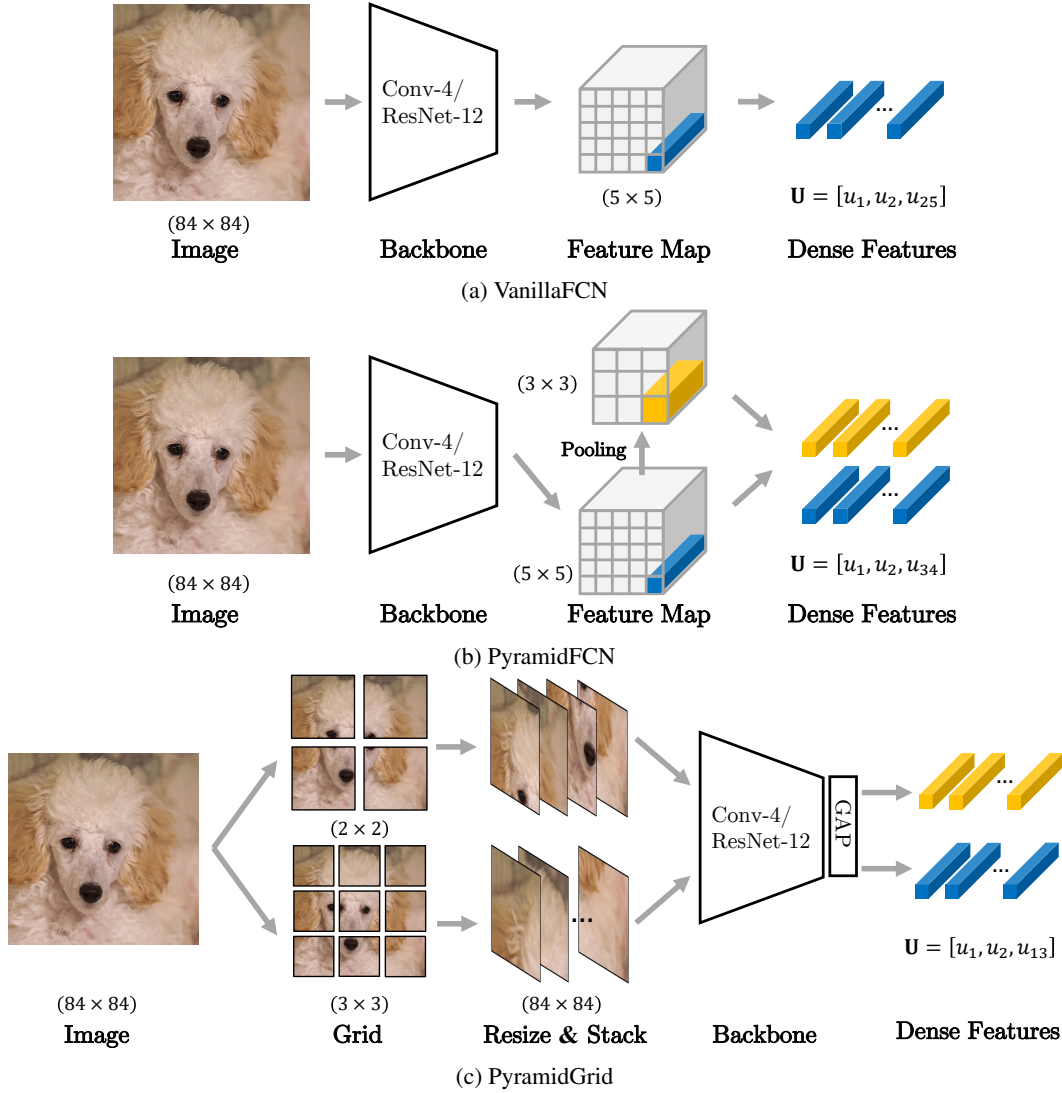 Conv-4/
ResNet-12
...
(84 × 84)
(5 × 5)
𝐔 = [𝑢₁, 𝑢₂, 𝑢₂₅]
Image
Backbone
Feature Map
Dense Features
(a) VanillaFCN
(3 × 3)
Conv-4/
ResNet-12
Pooling
...
...
(5 × 5)
(84 × 84)
𝐔 = [𝑢₁, 𝑢₂, 𝑢₃₄]
Image
Backbone
Feature Map
Dense Features
(b) PyramidFCN
(2 × 2)
Conv-4/
ResNet-12
GAP
...
...
...
(84 × 84)
(3 × 3)
(84 × 84)
𝐔 = [𝑢₁, 𝑢₂, 𝑢₁₃]
Image
Grid
Resize & Stack
Backbone
Dense Features
(c) PyramidGrid